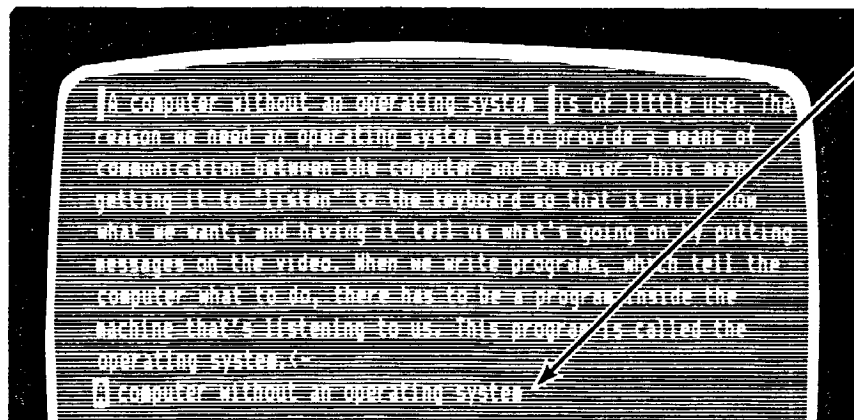 A computer without an operating system is of little use. The
reason we need an operating system is to provide a means of
communication between the computer and the user. This means
getting it to "listen" to the keyboard so that it will know
what we want, and having it tell us what's going on by putting
messages on the video. When we write programs, which tell the
computer what to do, there has to be a program inside the
machine that's listening to us. This program is called the
operating system.<
A computer without an operating system